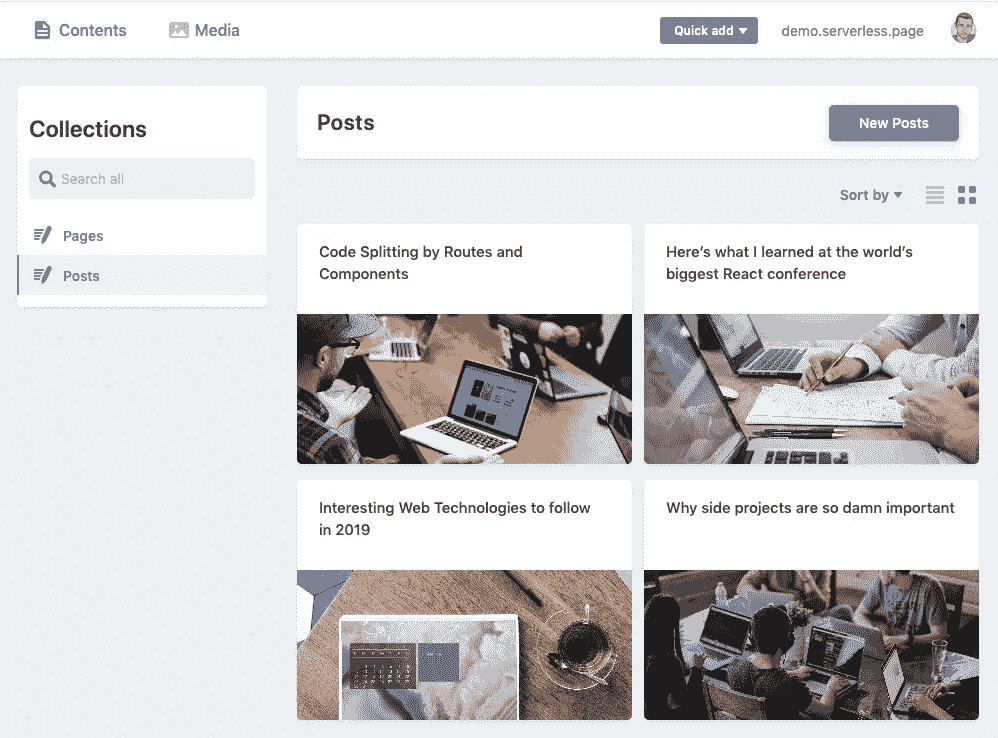 Contents
Media
Quick add
demo.serverless.page
Collections
Search all
Pages
Posts
Posts
New Posts
Sort by
Code Splitting by Routes and
Components
Here’s what I learned at the world’s
biggest React conference
Interesting Web Technologies to follow
in 2019
Why side projects are so damn important